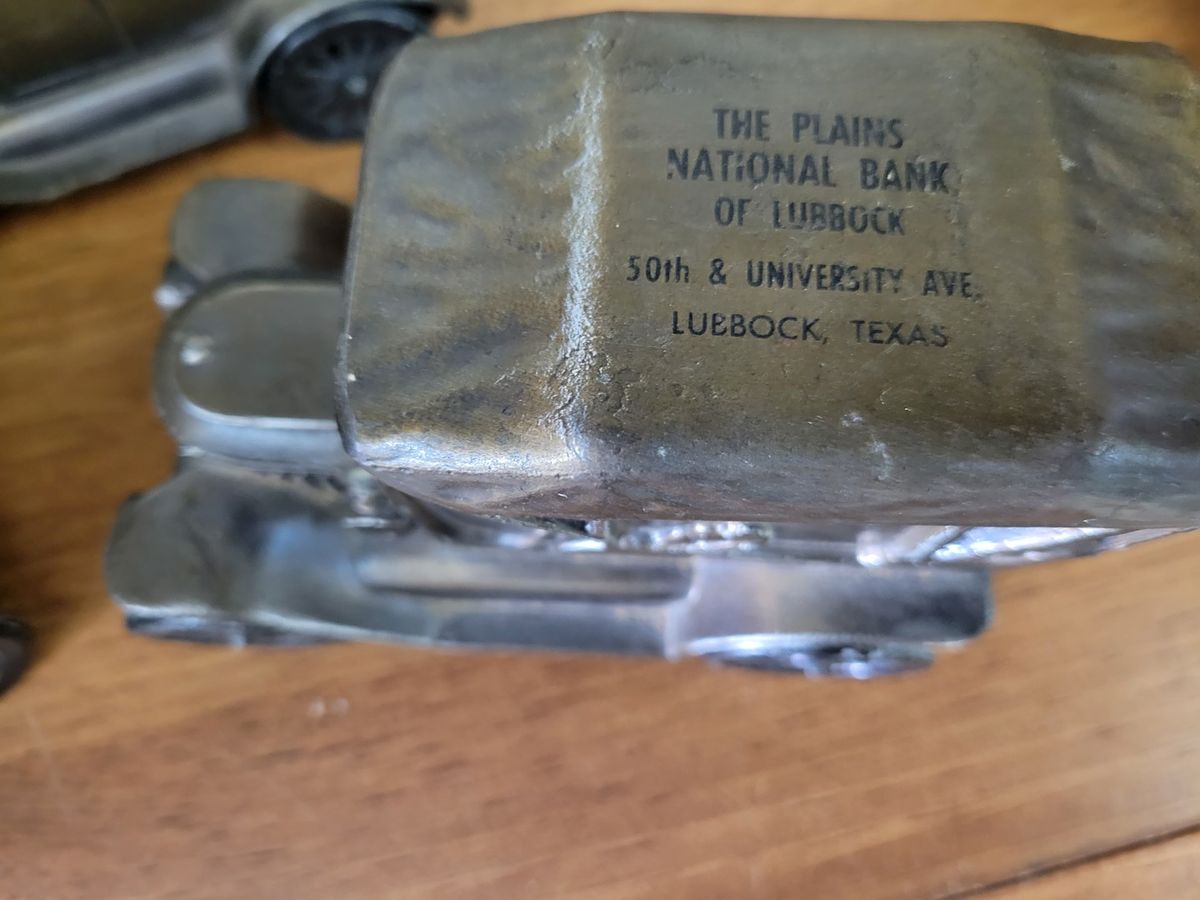 THE PLAINS
NATIONAL BANK
OF LUBBOCK
50th & UNIVERSITY AVE.
LUBBOCK, TEXAS